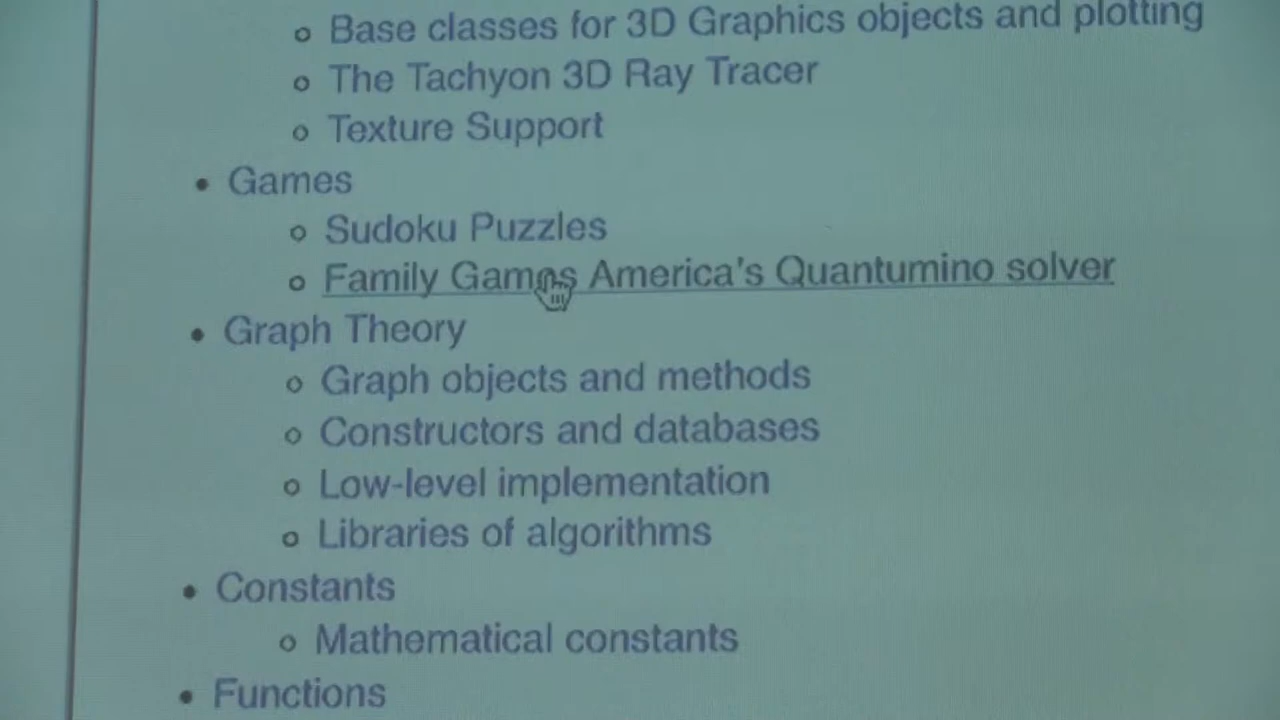 Base classes for 3D Graphics objects and plotting
The Tachyon 3D Ray Tracer
Texture Support
Games
Sudoku Puzzles
Family Games America's Quantumino solver
Graph Theory
Graph objects and methods
Constructors and databases
Low-level implementation
Libraries of algorithms
Constants
Mathematical constants
Functions